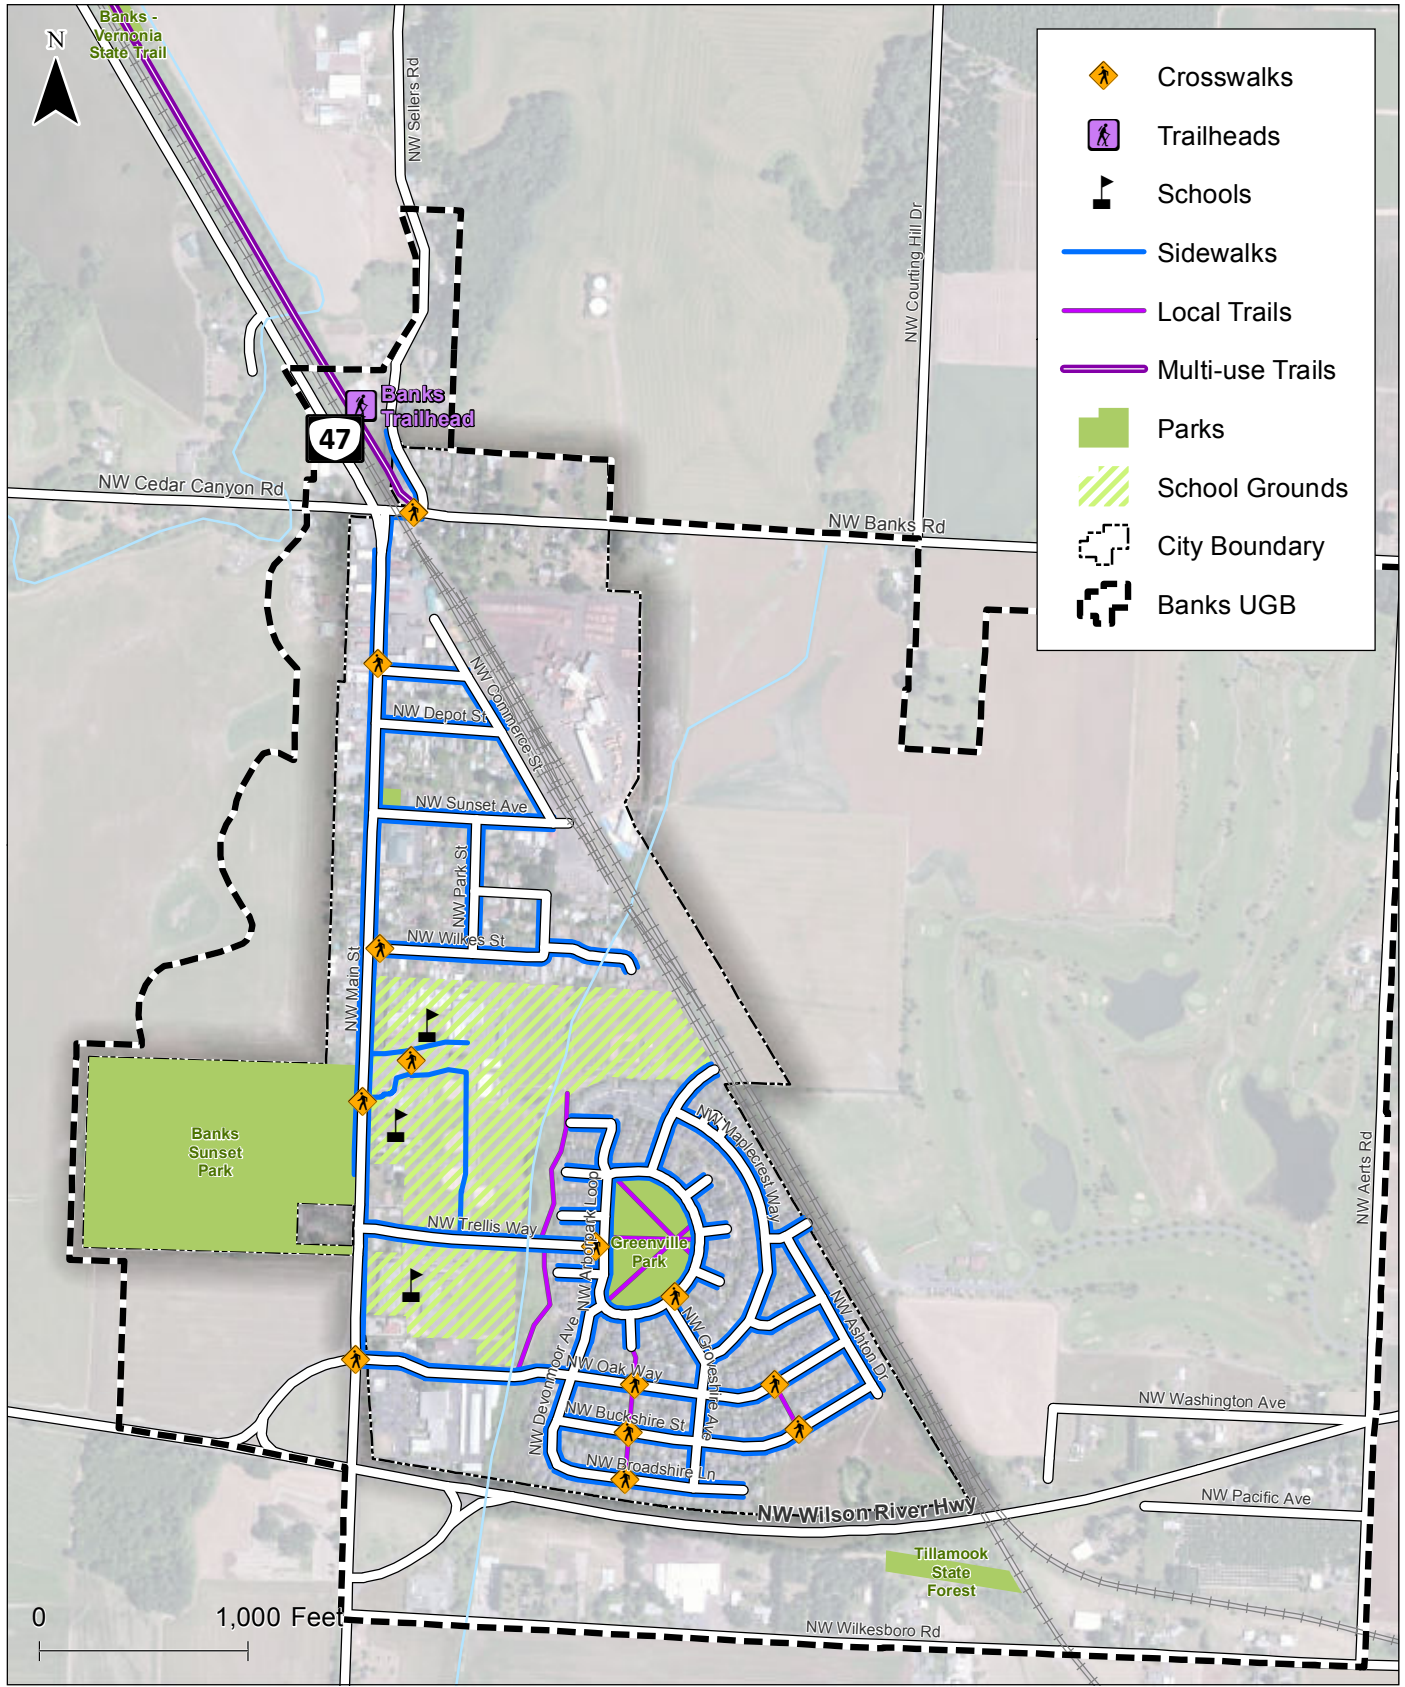 Banks -
Vernonia
State Trail
N
NW Sellers Rd
NW Courting Hill Dr
Crosswalks
Trailheads
Schools
Sidewalks
Local Trails
Multi-use Trails
Parks
School Grounds
City Boundary
Banks UGB
Banks
Trailhead
47
NW Cedar Canyon Rd
NW Banks Rd
NW Commerce St
NW Depot St
NW Sunset Ave
NW Park St
NW Wilkes St
NW Main St
Banks
Sunset
Park
NW Maplecrest Way
NW Aerts Rd
NW Arborpark Loop
NW Trellis Way
Greenville
Park
NW Groveshire Ave
NW Ashton Dr
NW Devonmoor Ave
NW Oak Way
NW Buckshire St
NW Broadshire Ln
NW Washington Ave
NW Wilson River Hwy
NW Pacific Ave
Tillamook
State
Forest
NW Wilkesboro Rd
0 1,000 Feet